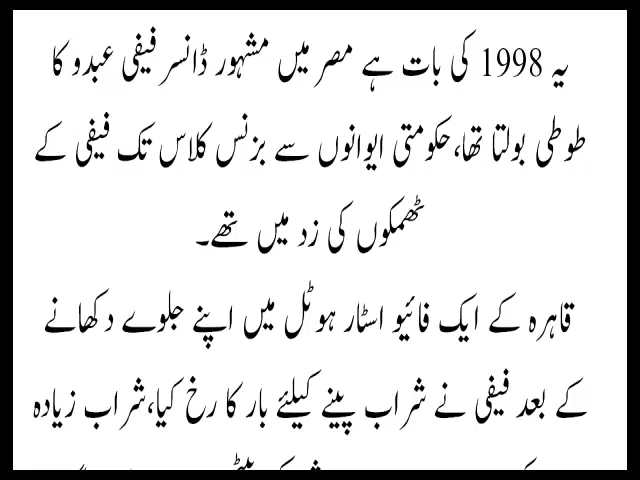 یہ 1998 کی بات ہے مصر میں مشہور ڈانسر فیفی عبدو کا
طوطی بولتا تھا،حکومتی ایوانوں سے بزنس کلاس تک فیفی کے
ٹھمکوں کی زد میں تھے۔
قاہرہ کے ایک فائیو اسٹار ہوٹل میں اپنے جلوے دکھانے
کے بعد فیفی نے شراب پینے کیلئے بار کا رخ کیا،شراب زیادہ